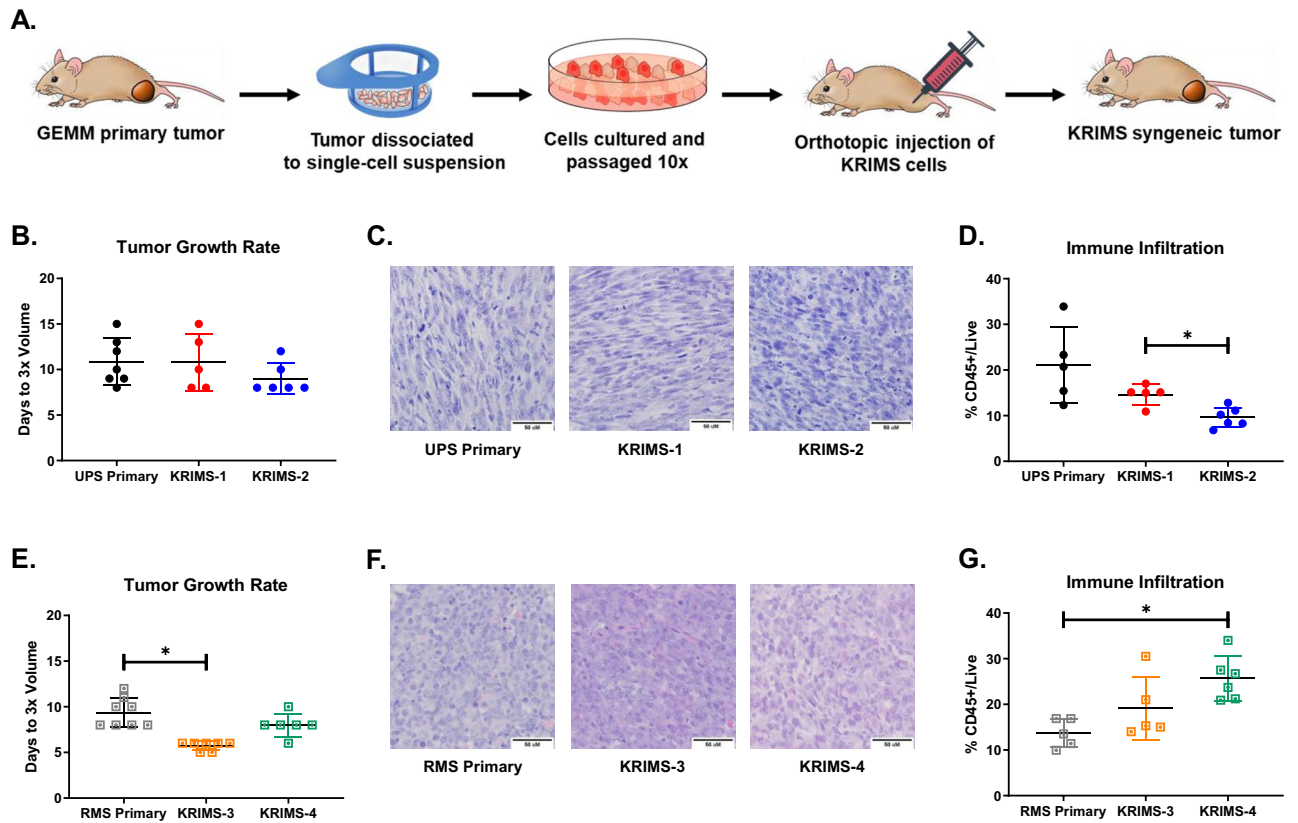 A.
GEMM primary tumor
Tumor dissociated
to single-cell suspension
Cells cultured and
passaged 10x
Orthotopic injection of
KRIMS cells
KRIMS syngeneic tumor
B.
Tumor Growth Rate
Days to 3x Volume
20
15
10
5
0
UPS Primary
KRIMS-1
KRIMS-2
C.
50 uM
50 uM
50 uM
UPS Primary
KRIMS-1
KRIMS-2
D.
Immune Infiltration
% CD45+/Live
40
30
20
10
0
*
UPS Primary
KRIMS-1
KRIMS-2
E.
Tumor Growth Rate
Days to 3x Volume
20
15
10
5
0
*
RMS Primary
KRIMS-3
KRIMS-4
F.
50 uM
50 uM
50 uM
RMS Primary
KRIMS-3
KRIMS-4
G.
Immune Infiltration
% CD45+/Live
40
30
20
10
0
*
RMS Primary
KRIMS-3
KRIMS-4